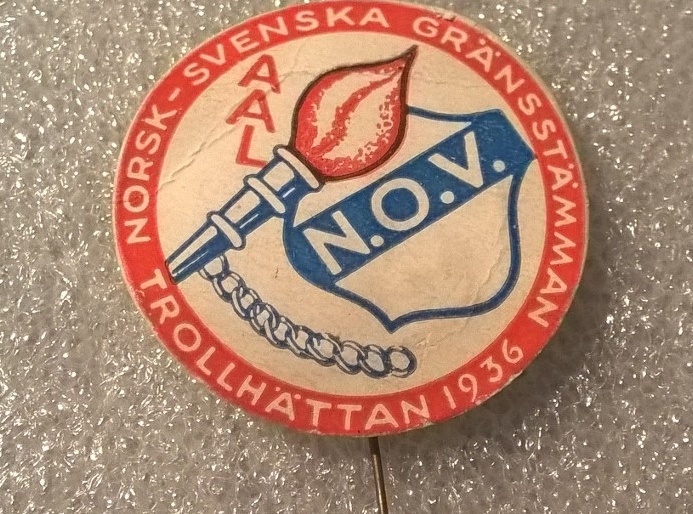 NORSK-SVENSKA GRÄNSSTÄMMAN
TROLLHÄTTAN 1936
AAL
N.O.V.